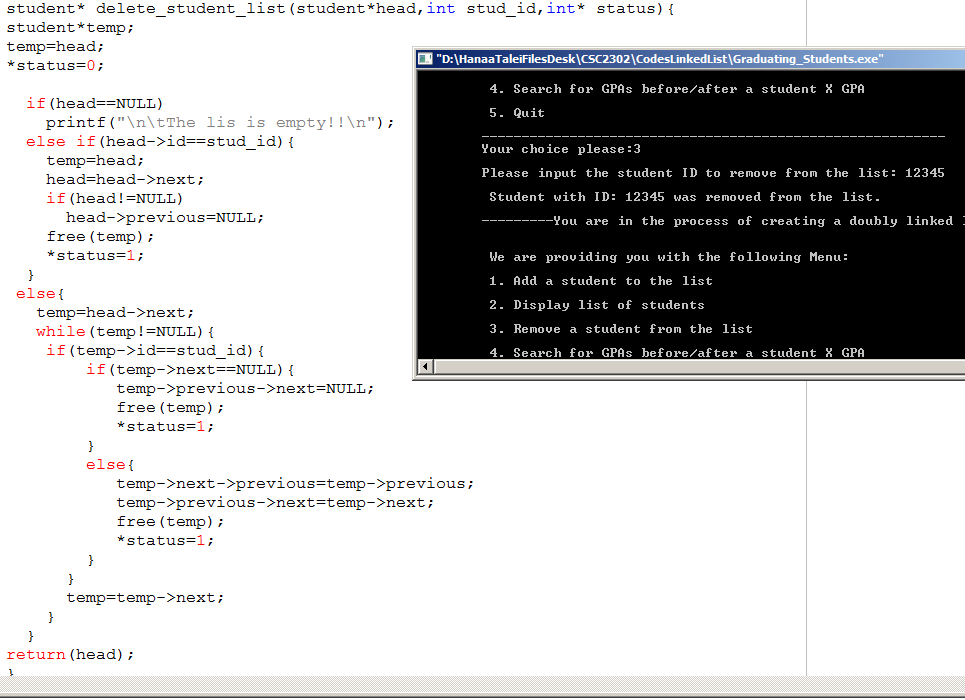 student* delete_student_list(student*head,int stud_id,int* status){
student*temp;
temp=head;
*status=0;
if(head==NULL)
printf("\n\tThe lis is empty!!\n");
else if(head->id==stud_id){
temp=head;
head=head->next;
if(head!=NULL)
head->previous=NULL;
free(temp);
*status=1;
}
else{
temp=head->next;
while(temp!=NULL){
if(temp->id==stud_id){
if(temp->next==NULL){
temp->previous->next=NULL;
free(temp);
*status=1;
}
else{
temp->next->previous=temp->previous;
temp->previous->next=temp->next;
free(temp);
*status=1;
}
}
temp=temp->next;
}
}
return(head);
}
"D:\HanaaTaleiFilesDesk\CSC2302\CodesLinkedList\Graduating_Students.exe"
4. Search for GPAs before/after a student X GPA
5. Quit
Your choice please:3
Please input the student ID to remove from the list: 12345
Student with ID: 12345 was removed from the list.
---------You are in the process of creating a doubly linked
We are providing you with the following Menu:
1. Add a student to the list
2. Display list of students
3. Remove a student from the list
4. Search for GPAs before/after a student X GPA